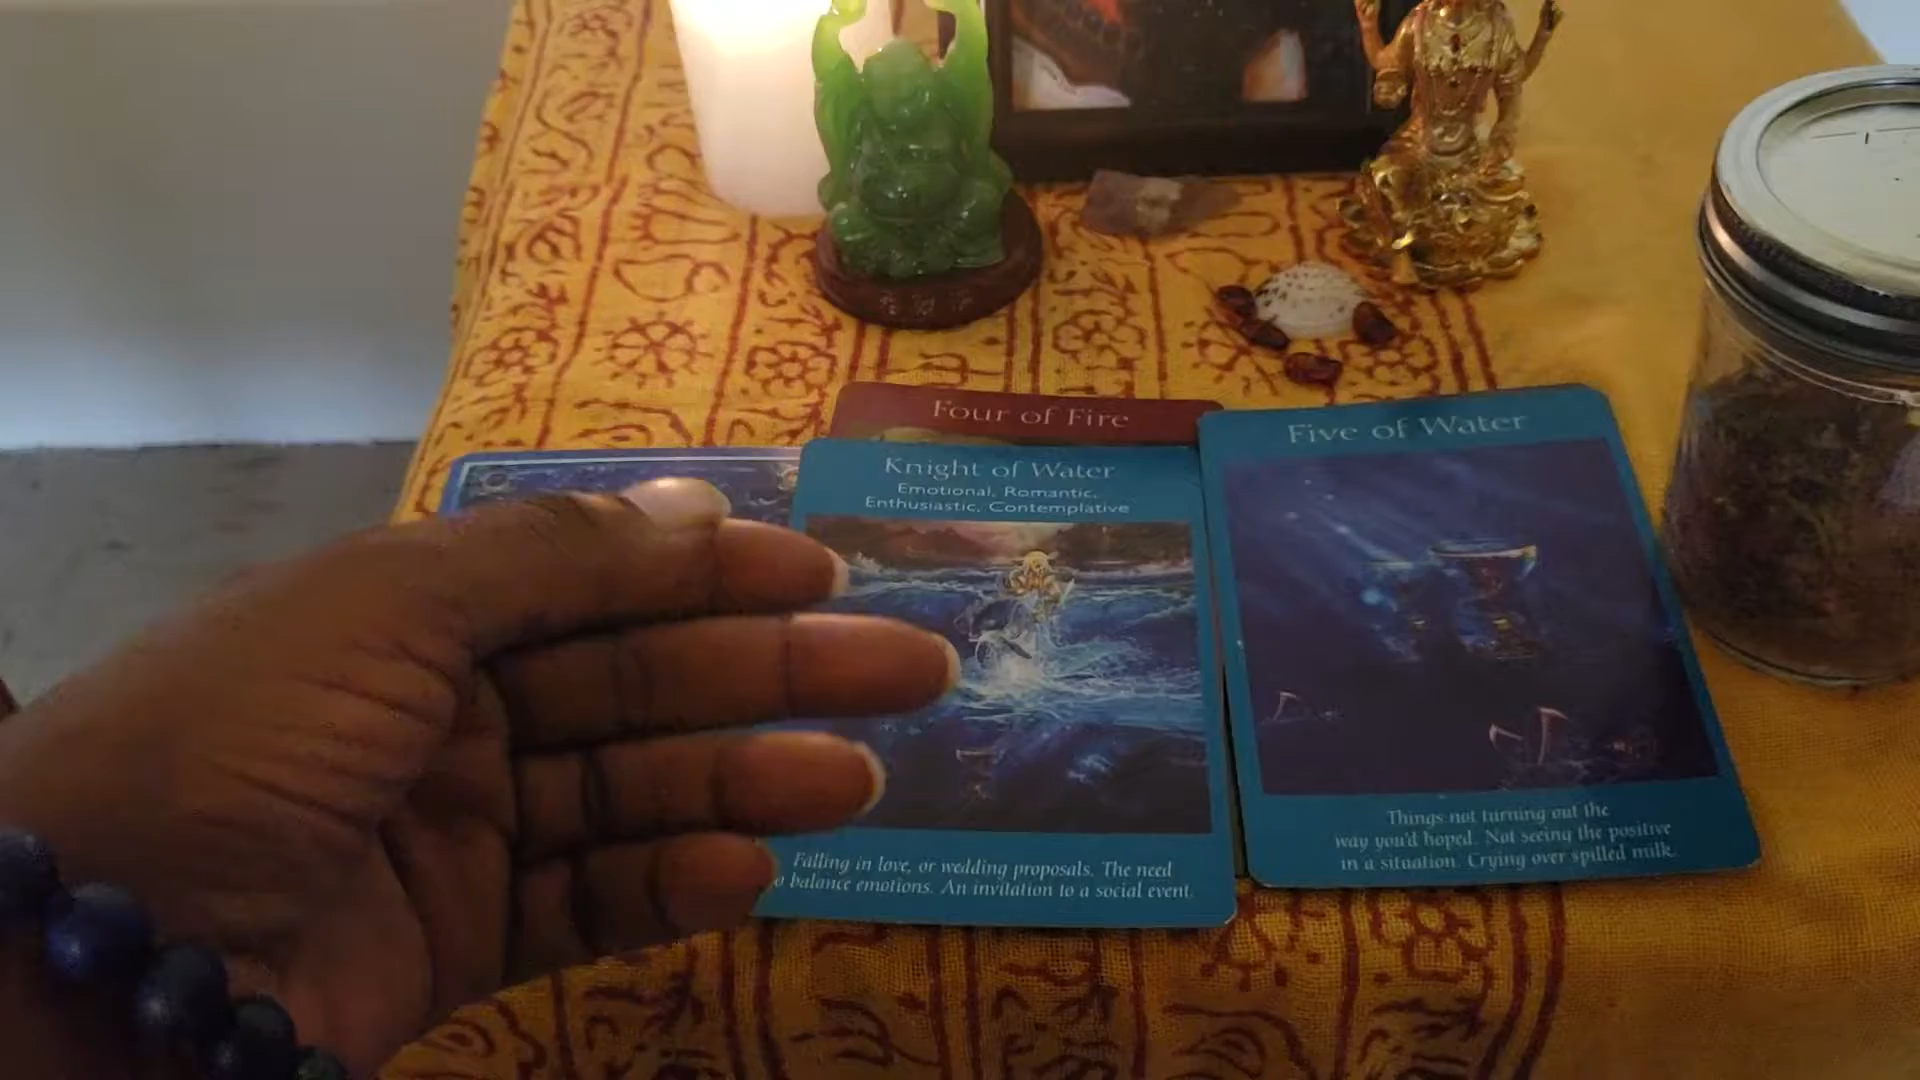 Four of Fire
Knight of Water
Emotional, Romantic,
Enthusiastic, Contemplative
Falling in love, or wedding proposals. The need
balance emotions. An invitation to a social event.
Five of Water
Things not turning out the
way you'd hoped. Not seeing the positive
in a situation. Crying over spilled milk.